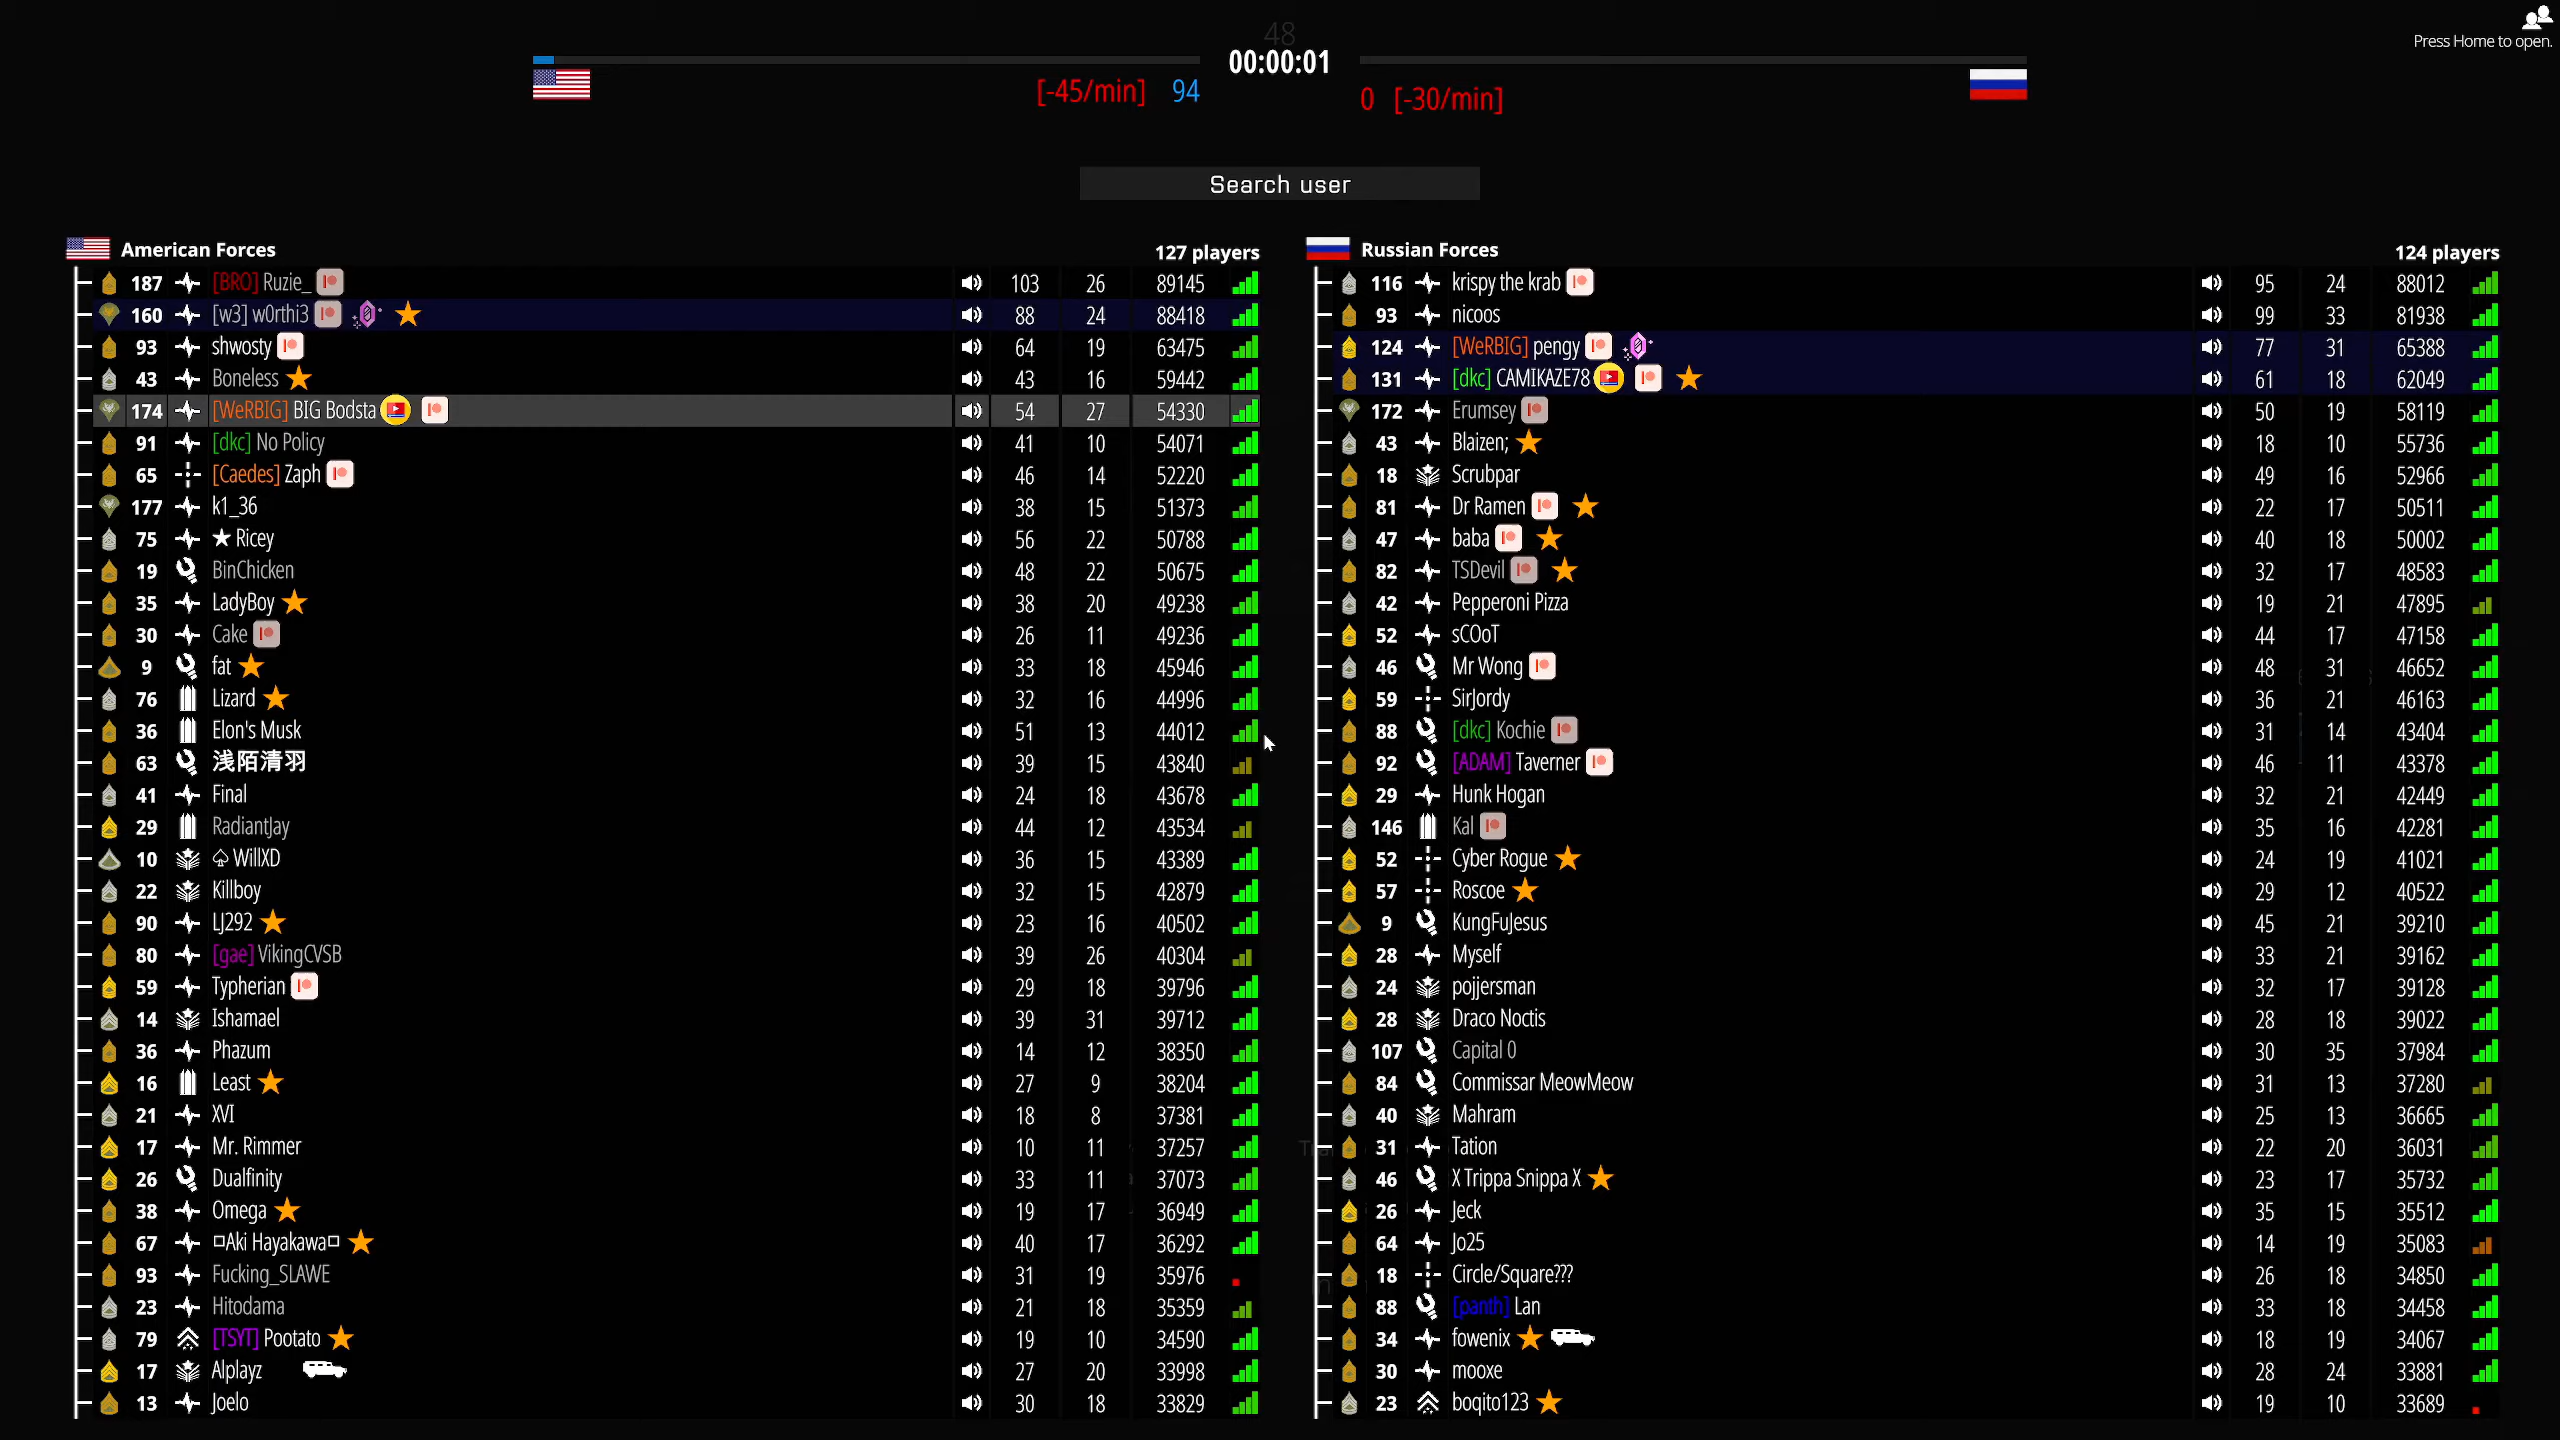 48
00:00:01
Press Home to open.
[-45/min] 94
0 [-30/min]
Search user
American Forces 127 players
187 [BRO] Ruzie_ 103 26 89145
160 [w3] w0rthi3 88 24 88418
93 shwosty 64 19 63475
43 Boneless 43 16 59442
174 [WeRBIG] BIG Bodsta 54 27 54330
91 [dkc] No Policy 41 10 54071
65 [Caedes] Zaph 46 14 52220
177 k1_36 38 15 51373
75 ★ Ricey 56 22 50788
19 BinChicken 48 22 50675
35 LadyBoy 38 20 49238
30 Cake 26 11 49236
9 fat 33 18 45946
76 Lizard 32 16 44996
36 Elon's Musk 51 13 44012
63 浅陌清羽 39 15 43840
41 Final 24 18 43678
29 RadiantJay 44 12 43534
10 ♤ WillXD 36 15 43389
22 Killboy 32 15 42879
90 LJ292 23 16 40502
80 [gae] VikingCVSB 39 26 40304
59 Typherian 29 18 39796
14 Ishamael 39 31 39712
36 Phazum 14 12 38350
16 Least 27 9 38204
21 XVI 18 8 37381
17 Mr. Rimmer 10 11 37257
26 Dualfinity 33 11 37073
38 Omega 19 17 36949
67 □Aki Hayakawa□ 40 17 36292
93 Fucking_SLAWE 31 19 35976
23 Hitodama 21 18 35359
79 [TSYT] Pootato 19 10 34590
17 Alplayz 27 20 33998
13 Joelo 30 18 33829
Russian Forces 124 players
116 krispy the krab 95 24 88012
93 nicoos 99 33 81938
124 [WeRBIG] pengy 77 31 65388
131 [dkc] CAMIKAZE78 61 18 62049
172 Erumsey 50 19 58119
43 Blaizen; 18 10 55736
18 Scrubpar 49 16 52966
81 Dr Ramen 22 17 50511
47 baba 40 18 50002
82 TSDevil 32 17 48583
42 Pepperoni Pizza 19 21 47895
52 sCOoT 44 17 47158
46 Mr Wong 48 31 46652
59 SirJordy 36 21 46163
88 [dkc] Kochie 31 14 43404
92 [ADAM] Taverner 46 11 43378
29 Hunk Hogan 32 21 42449
146 Kal 35 16 42281
52 Cyber Rogue 24 19 41021
57 Roscoe 29 12 40522
9 KungFuJesus 45 21 39210
28 Myself 33 21 39162
24 pojjersman 32 17 39128
28 Draco Noctis 28 18 39022
107 Capital 0 30 35 37984
84 Commissar MeowMeow 31 13 37280
40 Mahram 25 13 36665
31 Tation 22 20 36031
46 X Trippa Snippa X 23 17 35732
26 Jeck 35 15 35512
64 Jo25 14 19 35083
18 Circle/Square??? 26 18 34850
88 [panth] Lan 33 18 34458
34 fowenix 18 19 34067
30 mooxe 28 24 33881
23 boqito123 19 10 33689